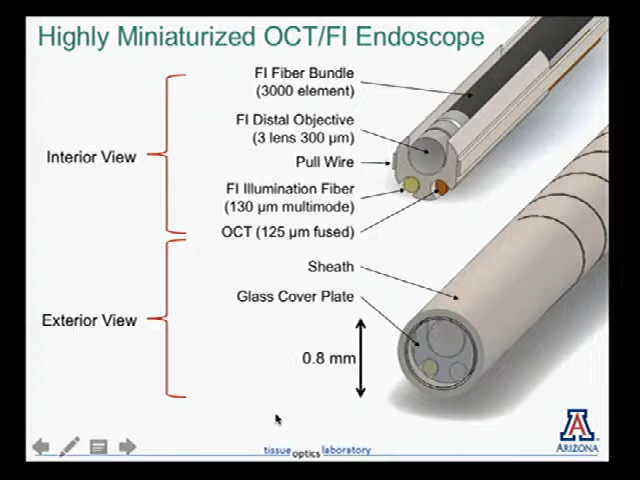 Highly Miniaturized OCT/FI Endoscope
FI Fiber Bundle
(3000 element)
FI Distal Objective
(3 lens 300 µm)
Interior View
Pull Wire
FI Illumination Fiber
(130 µm multimode)
OCT (125 µm fused)
Sheath
Glass Cover Plate
Exterior View
0.8 mm
A
ARIZONA
tissue optics laboratory